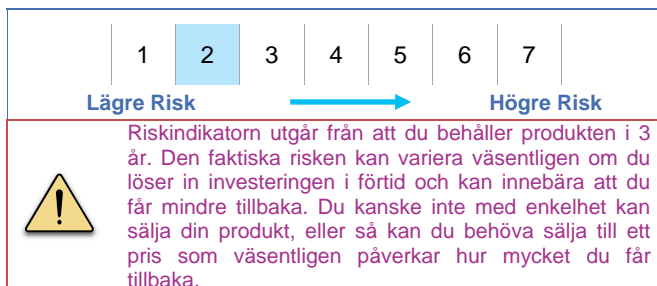 1 2 3 4 5 6 7
Lägre Risk Högre Risk
Riskindikatorn utgår från att du behåller produkten i 3
år. Den faktiska risken kan variera väsentligen om du
löser in investeringen i förtid och kan innebära att du
får mindre tillbaka. Du kanske inte med enkelhet kan
sälja din produkt, eller så kan du behöva sälja till ett
pris som väsentligen påverkar hur mycket du får
tillbaka.